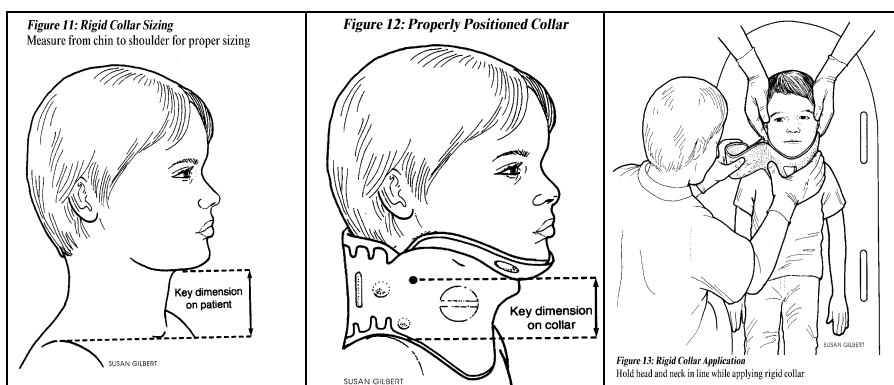 Figure 11: Rigid Collar Sizing
Measure from chin to shoulder for proper sizing
Key dimension
on patient
SUSAN GILBERT
Figure 12: Properly Positioned Collar
Key dimension
on collar
SUSAN GILBERT
SUSAN GILBERT
Figure 13: Rigid Collar Application
Hold head and neck in line while applying rigid collar